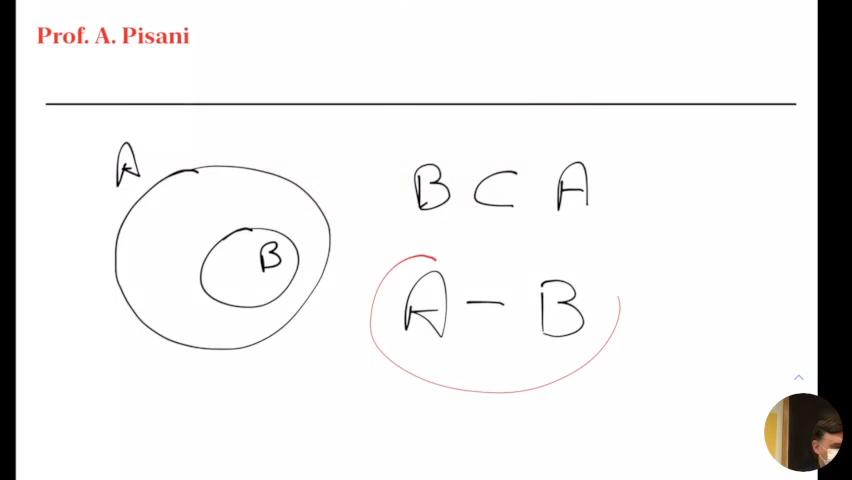 Prof. A. Pisani
A
B
B ⊂ A
A - B